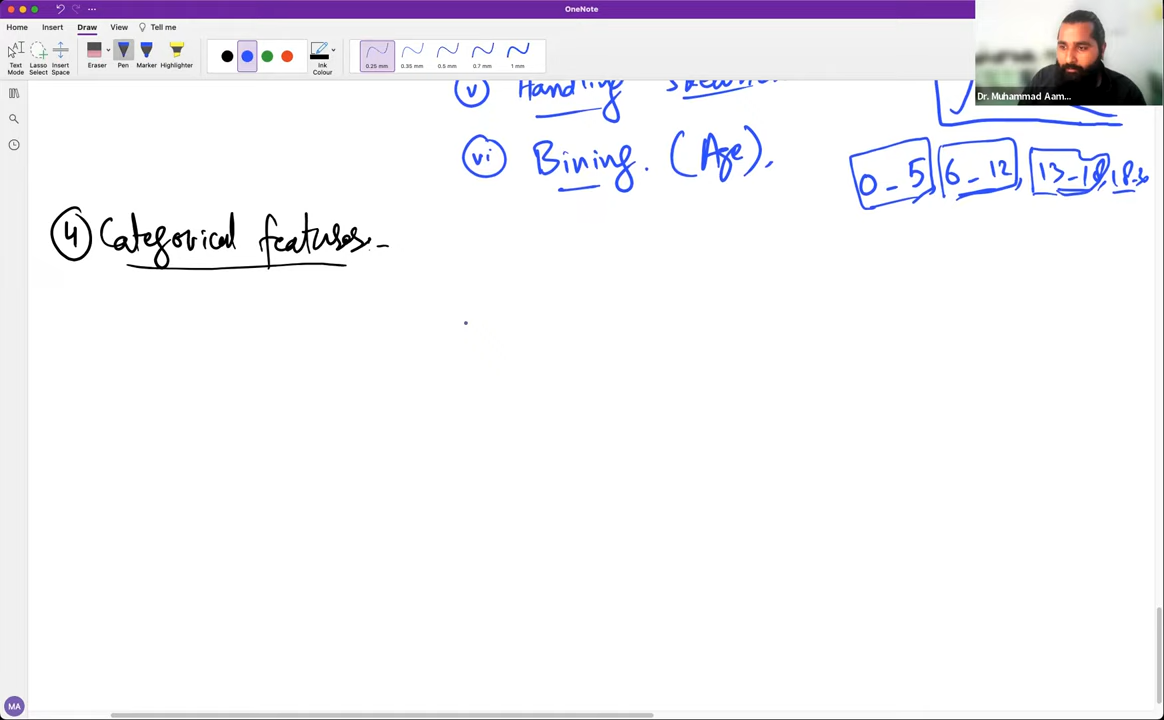 OneNote
Home Insert Draw View Tell me
Text Mode Lasso Select Insert Space Eraser Pen Marker Highlighter Ink Colour 0.25 mm 0.35 mm 0.5 mm 0.7 mm 1 mm
Dr. Muhammad Aam...
(v) Handling
(vi) Bining. (Age),
0 - 5, 6 - 12, 13 - 18, 18-30
(4) Categorical features:-
MA